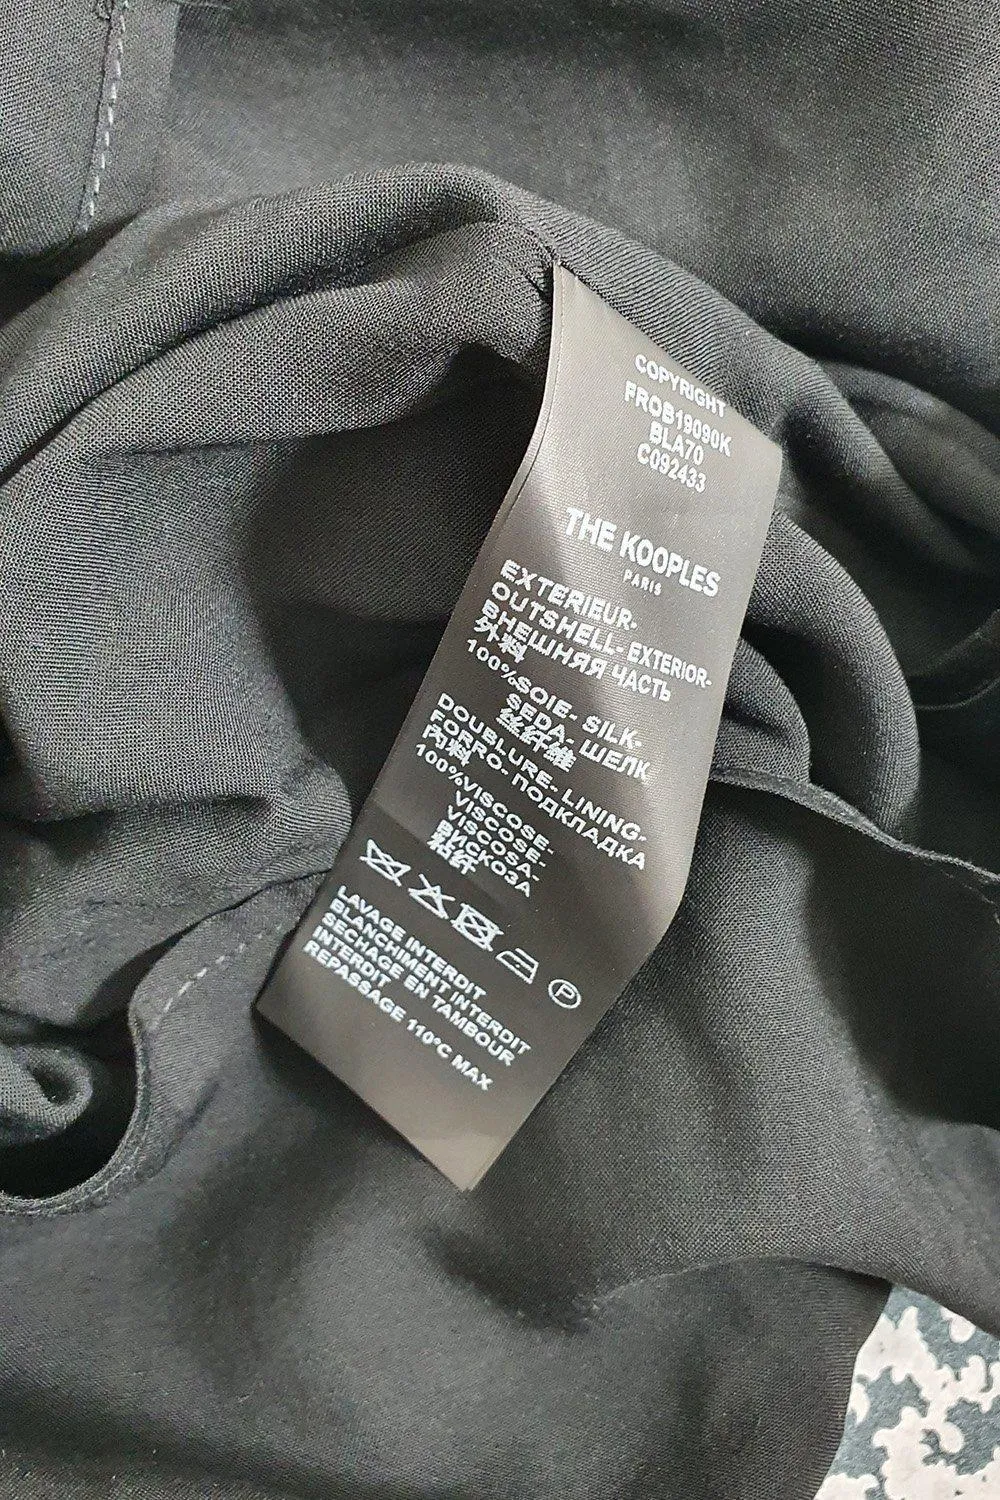 COPYRIGHT
FROB19090K
BLA70
C092433
THE KOOPLES
PARIS
EXTERIEUR-
OUTSHELL- EXTERIOR-
ВНЕШНЯЯ ЧАСТЬ
外料
100%SOIE- SILK-
SEDA- ШЕЛК
丝纤维
DOUBLURE- LINING-
FORRO- ПОДКЛАДКА
内料
100%VISCOSE-
VISCOSE-
VISCOSA-
ВИСКОЗА
粘纤
P
LAVAGE INTERDIT
BLANCHIMENT INTERDIT
SECHAGE EN TAMBOUR
INTERDIT
REPASSAGE 110°C MAX